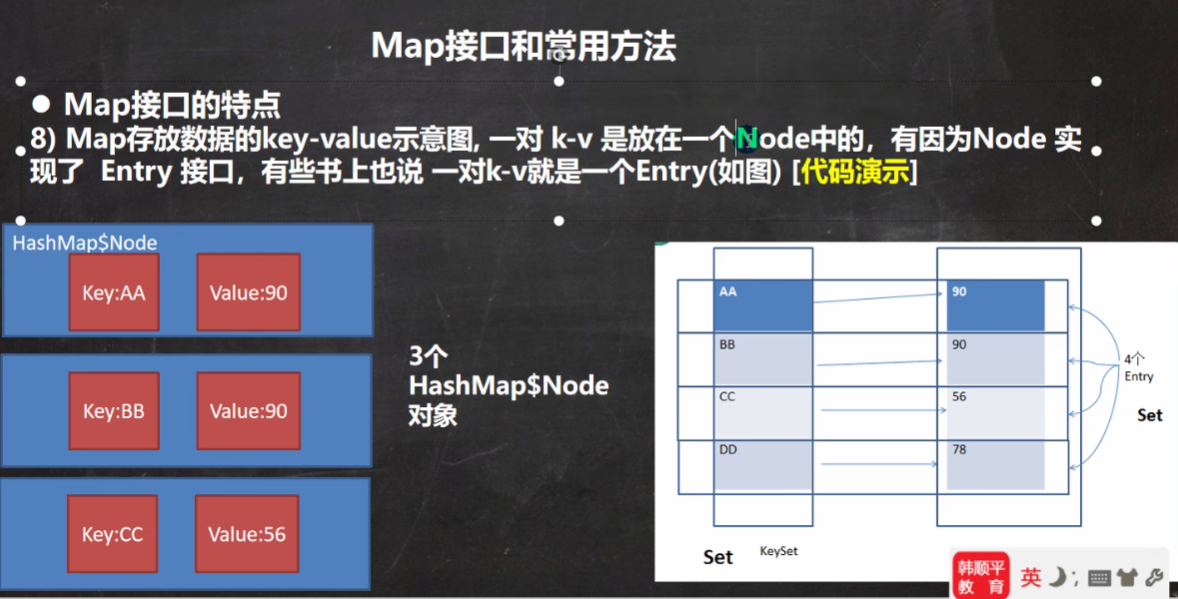 Map接口和常用方法
● Map接口的特点
8) Map存放数据的key-value示意图, 一对 k-v 是放在一个Node中的，有因为Node 实
现了 Entry 接口，有些书上也说 一对k-v就是一个Entry(如图) [代码演示]
HashMap$Node
Key:AA Value:90
Key:BB Value:90
Key:CC Value:56
3个
HashMap$Node
对象
AA 90
BB 90
CC 56
DD 78
4个
Entry
Set
Set KeySet
韩顺平
教 育
英